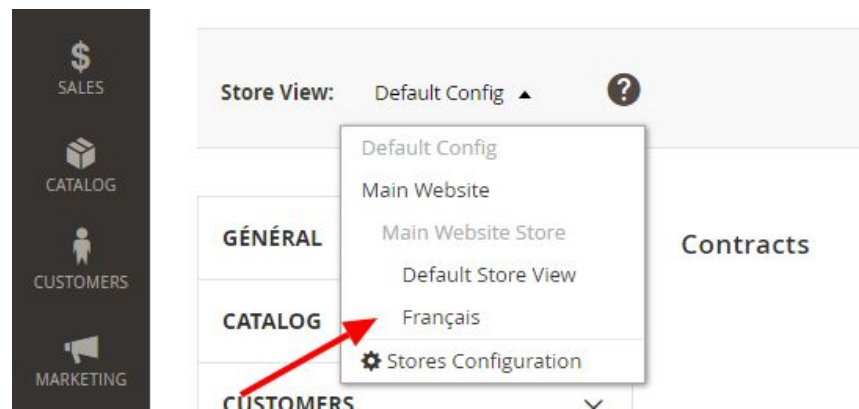 $
SALES
CATALOG
CUSTOMERS
MARKETING
Store View: Default Config ▲ ?
Default Config
Main Website
Main Website Store
Default Store View
Français
Stores Configuration
GÉNÉRAL
CATALOG
CUSTOMERS
Contracts